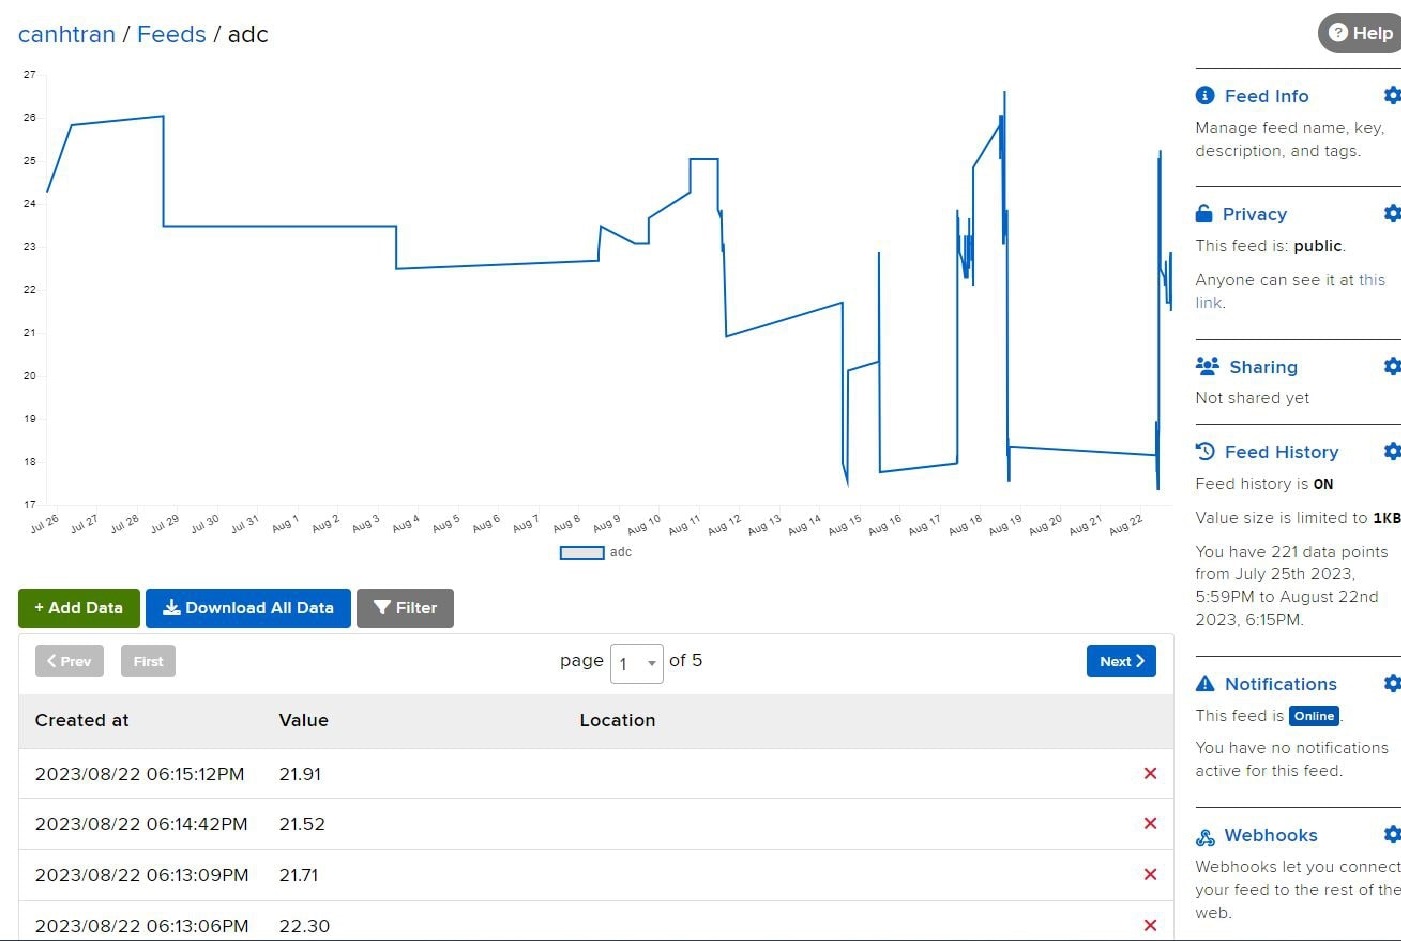 canhtran / Feeds / adc
Help
27
26
25
24
23
22
21
20
19
18
17
Jul 26
Jul 27
Jul 28
Jul 29
Jul 30
Jul 31
Aug 1
Aug 2
Aug 3
Aug 4
Aug 5
Aug 6
Aug 7
Aug 8
Aug 9
Aug 10
Aug 11
Aug 12
Aug 13
Aug 14
Aug 15
Aug 16
Aug 17
Aug 18
Aug 19
Aug 20
Aug 21
Aug 22
adc
+ Add Data
Download All Data
Filter
Prev
First
page 1 of 5
Next
Created at Value Location
2023/08/22 06:15:12PM 21.91
2023/08/22 06:14:42PM 21.52
2023/08/22 06:13:09PM 21.71
2023/08/22 06:13:06PM 22.30
Feed Info
Manage feed name, key,
description, and tags.
Privacy
This feed is: public.
Anyone can see it at this
link.
Sharing
Not shared yet
Feed History
Feed history is ON
Value size is limited to 1KB
You have 221 data points
from July 25th 2023,
5:59PM to August 22nd
2023, 6:15PM.
Notifications
This feed is Online.
You have no notifications
active for this feed.
Webhooks
Webhooks let you connect
your feed to the rest of the
web.